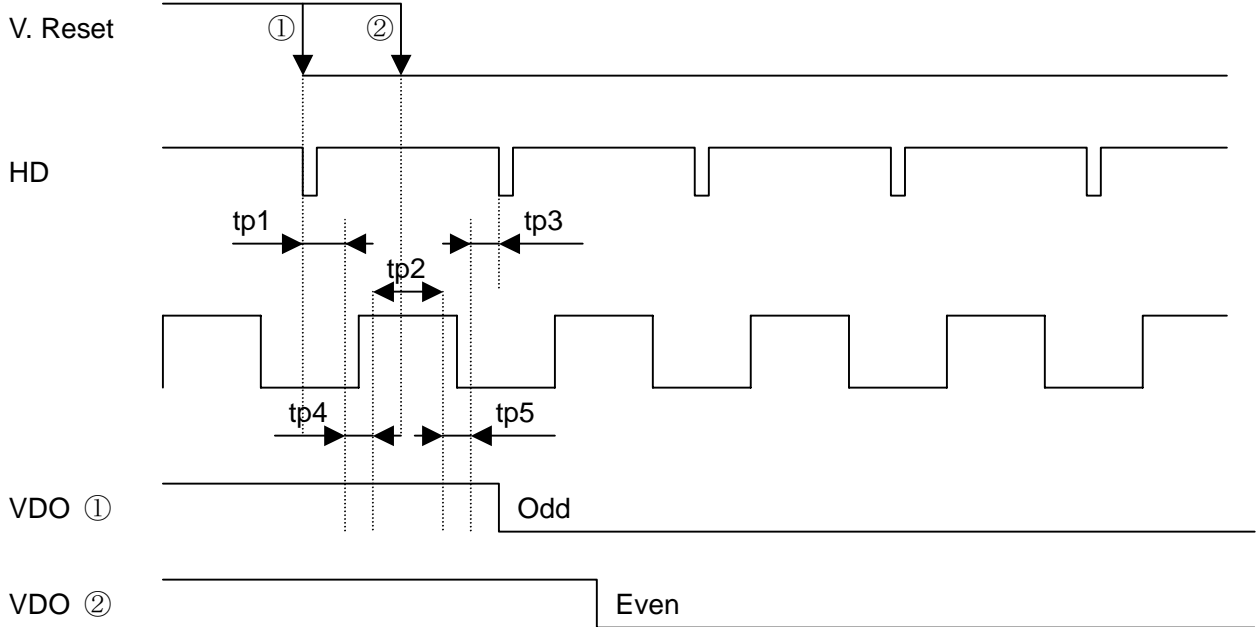 V. Reset ① ②
HD
tp1 tp3
tp2
tp4 tp5
VDO ① Odd
VDO ② Even